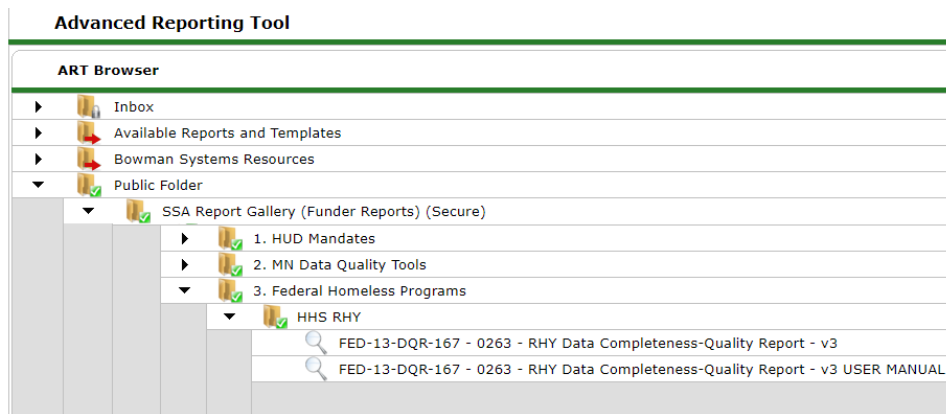 Advanced Reporting Tool
ART Browser
Inbox
Available Reports and Templates
Bowman Systems Resources
Public Folder
SSA Report Gallery (Funder Reports) (Secure)
1. HUD Mandates
2. MN Data Quality Tools
3. Federal Homeless Programs
HHS RHY
FED-13-DQR-167 - 0263 - RHY Data Completeness-Quality Report - v3
FED-13-DQR-167 - 0263 - RHY Data Completeness-Quality Report - v3 USER MANUAL